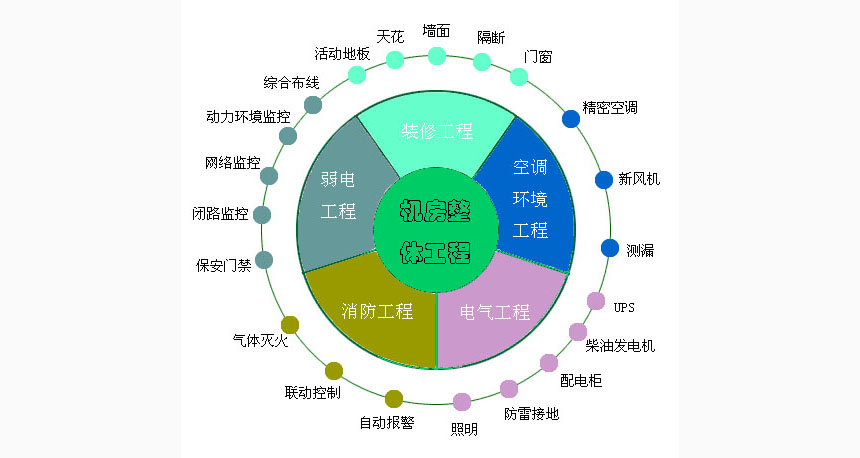 墙面
天花
隔断
活动地板
门窗
综合布线
精密空调
动力环境监控
装修工程
网络监控
空调
环境
工程
弱电
工程
新风机
闭路监控
机房整
体工程
测漏
保安门禁
消防工程
电气工程
UPS
气体灭火
柴油发电机
配电柜
联动控制
防雷接地
自动报警
照明